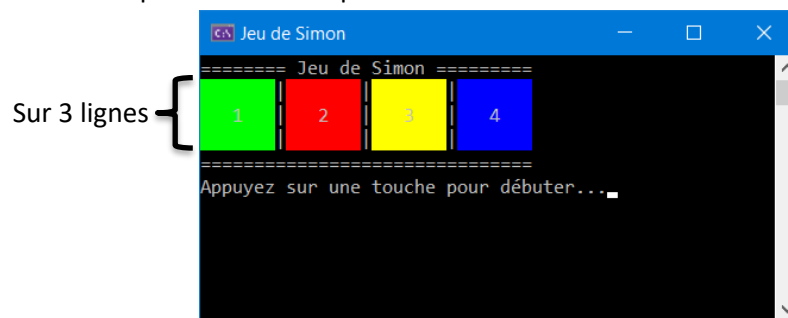 Jeu de Simon
======== Jeu de Simon =========
| | |
Sur 3 lignes 1 | 2 | 3 | 4
| | |
===============================
Appuyez sur une touche pour débuter...